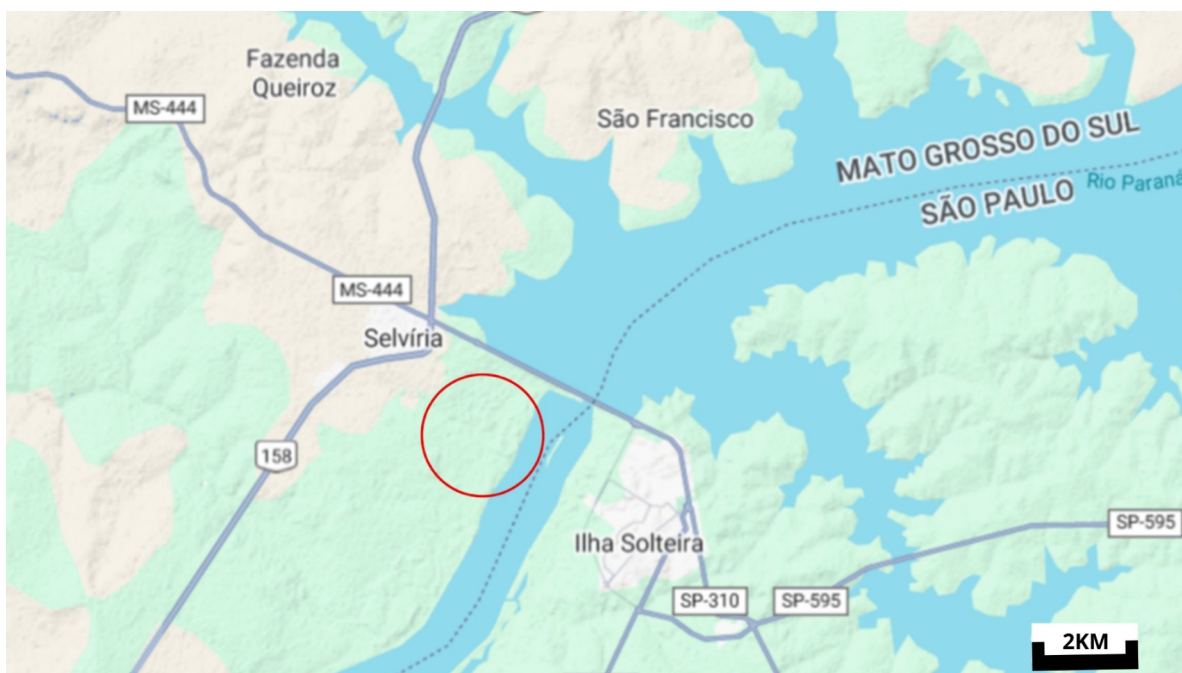 Fazenda
Queiroz
MS-444
São Francisco
MATO GROSSO DO SUL
Rio Paraná
SÃO PAULO
MS-444
Selvíria
158
SP-595
Ilha Solteira
SP-310
SP-595
2KM